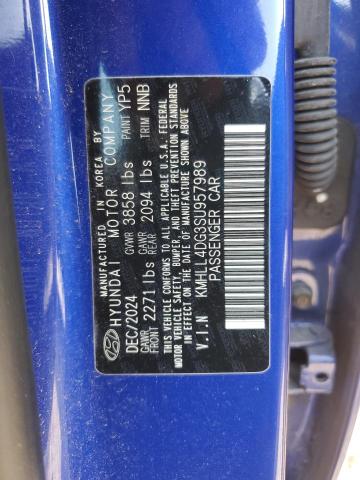 MANUFACTURED IN KOREA BY
HYUNDAI MOTOR COMPANY
DEC/2024 GVWR 3858 lbs PAINT YP5
GAWR FRONT 2271 lbs GAWR REAR 2094 lbs TRIM NNB
THIS VEHICLE CONFORMS TO ALL APPLICABLE U.S.A. FEDERAL
MOTOR VEHICLE SAFETY, BUMPER, AND THEFT PREVENTION STANDARDS
IN EFFECT ON THE DATE OF MANUFACTURE SHOWN ABOVE.
V.I.N KMHLL4DG3SU957989
PASSENGER CAR